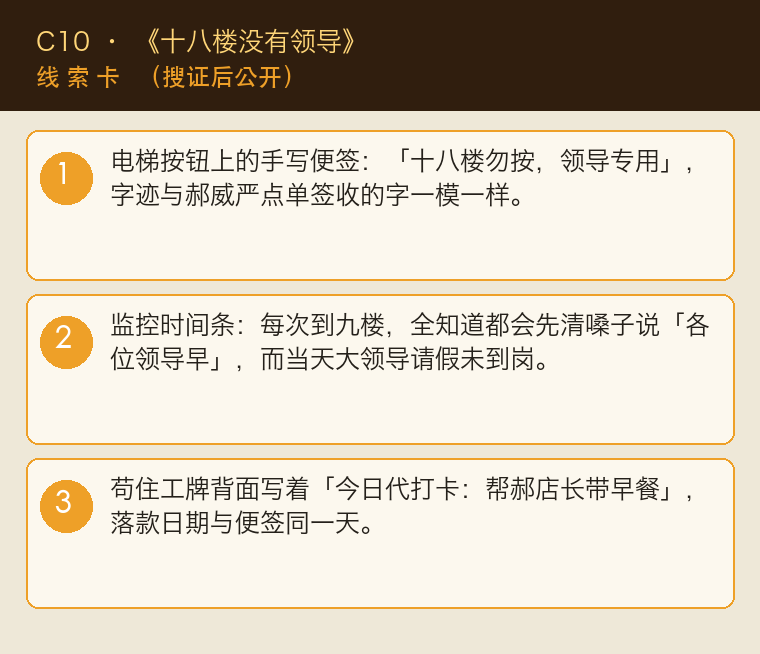 C10 · 《十八楼没有领导》
线索卡 （搜证后公开）
1
电梯按钮上的手写便签：「十八楼勿按，领导专用」，
字迹与郝威严点单签收的字一模一样。
2
监控时间条：每次到九楼，全知道都会先清嗓子说「各
位领导早」，而当天大领导请假未到岗。
3
苟住工牌背面写着「今日代打卡：帮郝店长带早餐」，
落款日期与便签同一天。